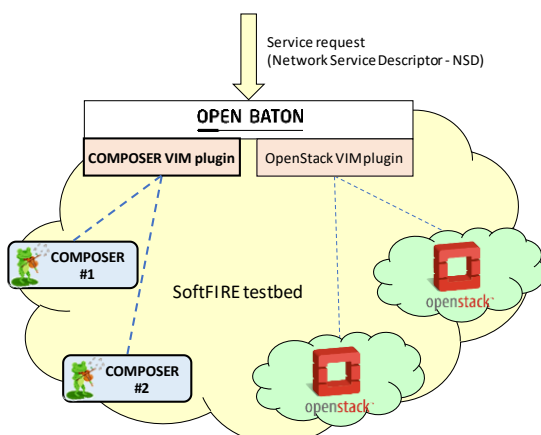 Service request
(Network Service Descriptor - NSD)
OPEN BATON
COMPOSER VIM plugin
OpenStack VIM plugin
COMPOSER
#1
SoftFIRE testbed
openstack
COMPOSER
#2
openstack